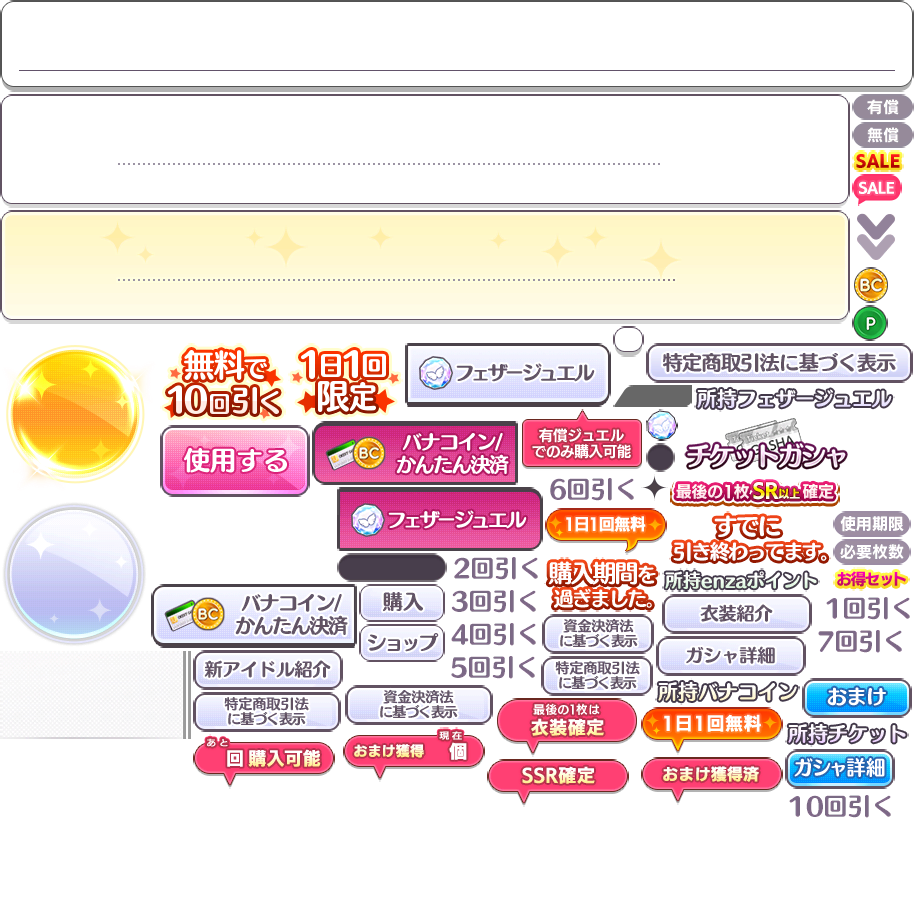 有償
無償
SALE
SALE
BC
P
無料で
10回引く
1日1回
限定
フェザージュエル
特定商取引法に基づく表示
所持フェザージュエル
使用する
BC
バナコイン/
かんたん決済
有償ジュエル
でのみ購入可能
チケットガシャ
6回引く
最後の1枚SR以上確定
フェザージュエル
1日1回無料
すでに
引き終わってます。
使用期限
必要枚数
2回引く
購入期間を
過ぎました。
所持enzaポイント
お得セット
BC
バナコイン/
かんたん決済
購入
3回引く
衣装紹介
1回引く
ショップ
4回引く
資金決済法
に基づく表示
ガシャ詳細
7回引く
新アイドル紹介
5回引く
特定商取引法
に基づく表示
所持バナコイン
おまけ
特定商取引法
に基づく表示
資金決済法
に基づく表示
最後の1枚は
衣装確定
1日1回無料
所持チケット
あと
回 購入可能
おまけ獲得
現在
個
SSR確定
おまけ獲得済
ガシャ詳細
10回引く